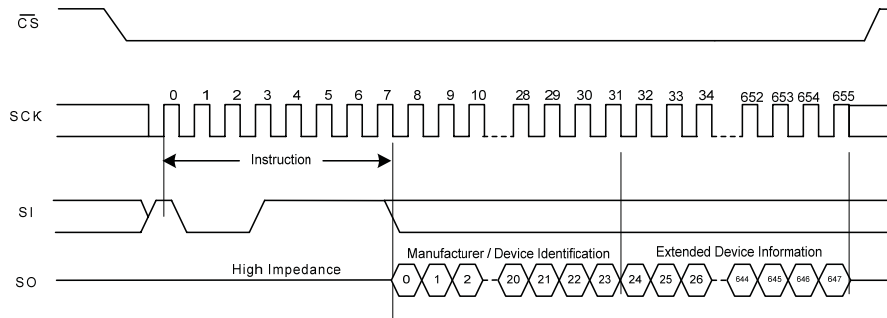 CS
0 1 2 3 4 5 6 7 8 9 10 28 29 30 31 32 33 34 652 653 654 655
SCK
Instruction
SI
Manufacturer / Device Identification Extended Device Information
High Impedance
SO
0 1 2 20 21 22 23 24 25 26 644 645 646 647